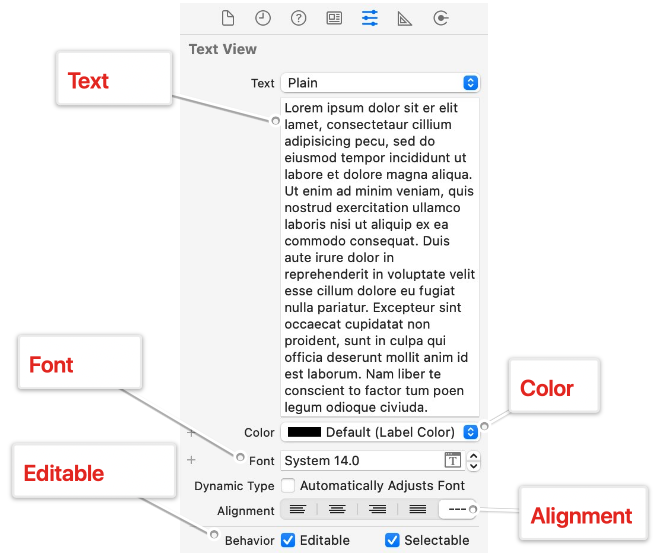 Text View
Text
Text Plain
Lorem ipsum dolor sit er elit
lamet, consectetaur cillium
adipisicing pecu, sed do
eiusmod tempor incididunt ut
labore et dolore magna aliqua.
Ut enim ad minim veniam, quis
nostrud exercitation ullamco
laboris nisi ut aliquip ex ea
commodo consequat. Duis
aute irure dolor in
reprehenderit in voluptate velit
esse cillum dolore eu fugiat
nulla pariatur. Excepteur sint
occaecat cupidatat non
proident, sunt in culpa qui
officia deserunt mollit anim id
est laborum. Nam liber te
conscient to factor tum poen
legum odioque civiuda.
Font
Color
Color Default (Label Color)
Font System 14.0 T
Editable
Dynamic Type Automatically Adjusts Font
Alignment ---
Alignment
Behavior Editable Selectable